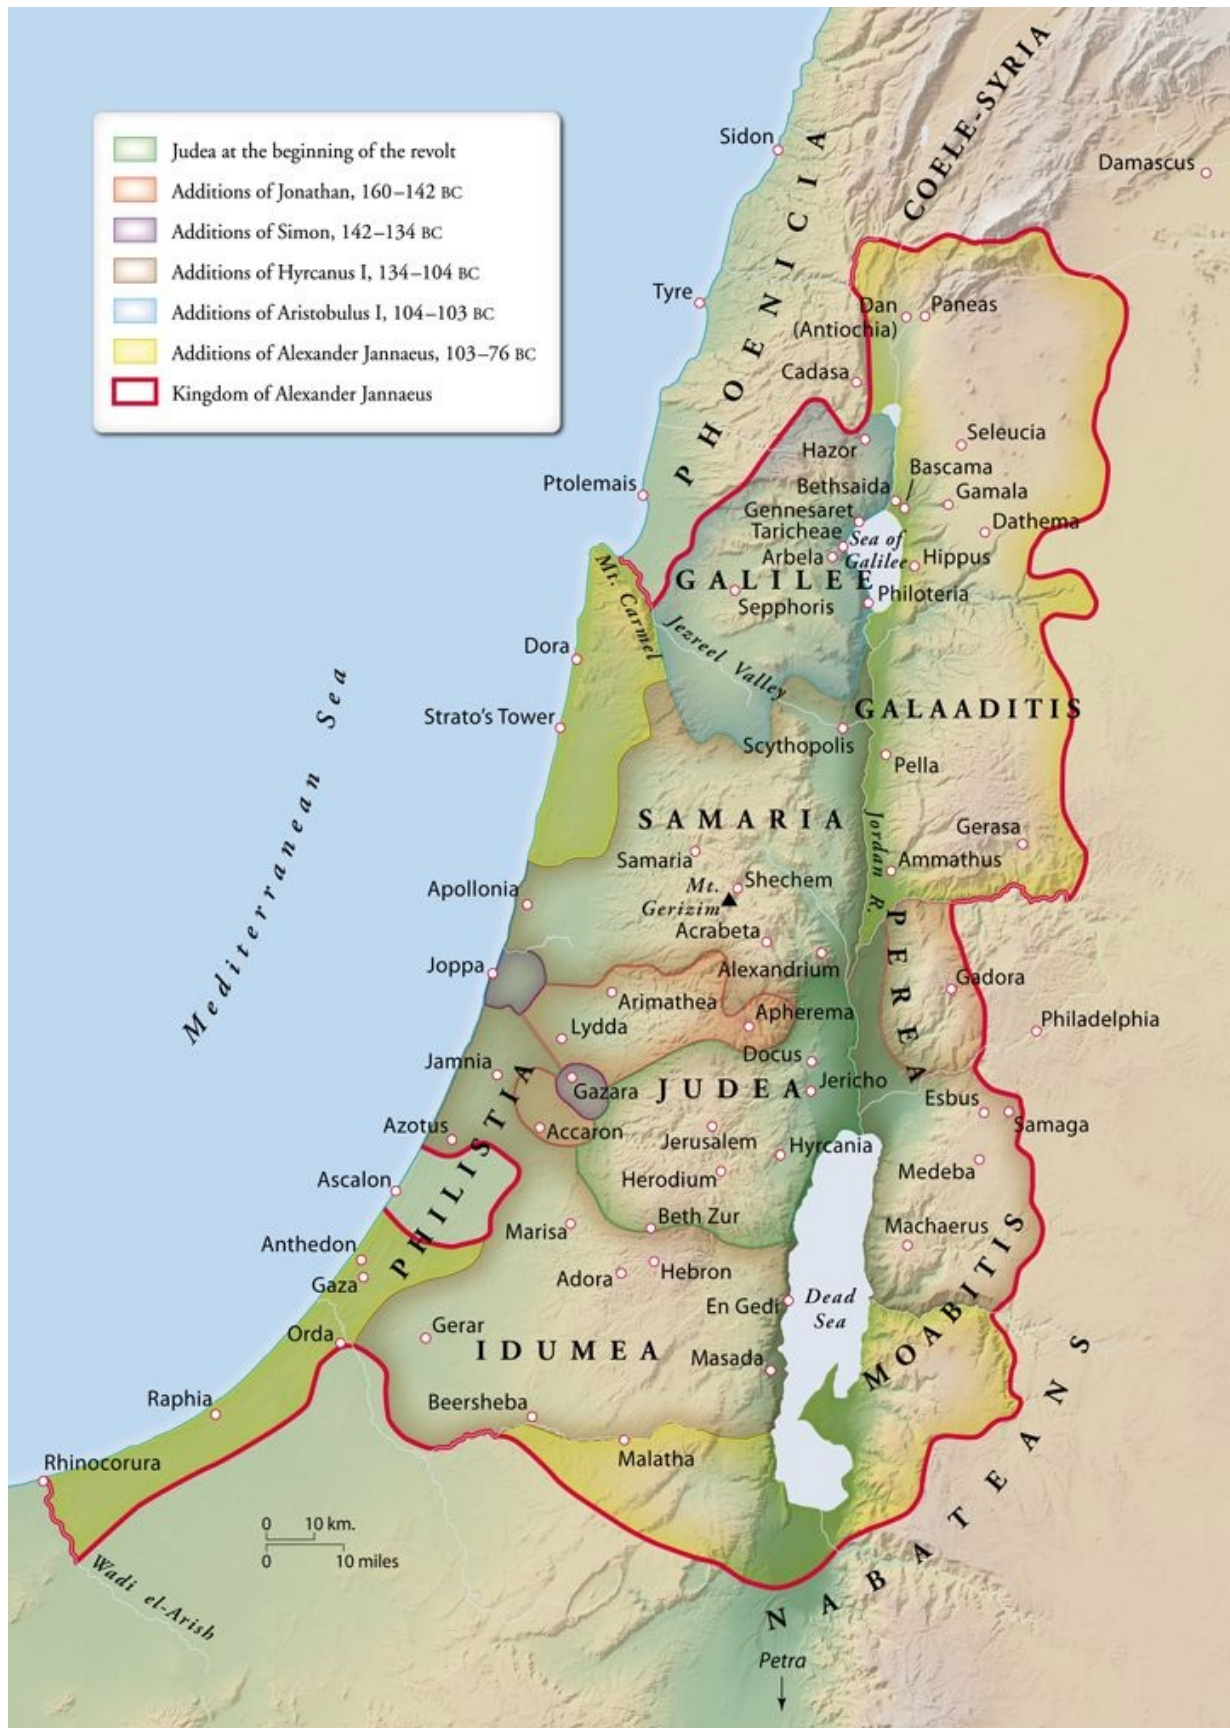 Judea at the beginning of the revolt
Additions of Jonathan, 160–142 BC
Additions of Simon, 142–134 BC
Additions of Hyrcanus I, 134–104 BC
Additions of Aristobulus I, 104–103 BC
Additions of Alexander Jannaeus, 103–76 BC
Kingdom of Alexander Jannaeus
COELE-SYRIA
Sidon
Damascus
PHOENICIA
Tyre
Dan
(Antiochia)
Paneas
Cadasa
Seleucia
Hazor
Bascama
Ptolemais
Bethsaida
Gamala
Gennesaret
Taricheae
Dathema
Sea of
Galilee
Arbela
Hippus
Mt. Carmel
GALILEE
Philoteria
Sepphoris
Jezreel Valley
Dora
Mediterranean Sea
Strato's Tower
GALAADITIS
Scythopolis
Pella
SAMARIA
Jordan R.
Gerasa
Samaria
Ammathus
Apollonia
Shechem
Mt.
Gerizim
Acrabeta
PEREA
Joppa
Alexandrium
Gadora
Arimathea
Apherema
Philadelphia
Lydda
Docus
Jamnia
Jericho
Gazara
JUDEA
Esbus
Samaga
PHILISTIA
Azotus
Accaron
Jerusalem
Hyrcania
Ascalon
Herodium
Medeba
Marisa
Beth Zur
Machaerus
Anthedon
Gaza
Adora
Hebron
MOABITIS
En Gedi
Dead
Sea
Orda
Gerar
IDUMEA
Masada
Raphia
Beersheba
NABATEANS
Rhinocorura
Malatha
0 10 km.
0 10 miles
Wadi el-Arish
Petra